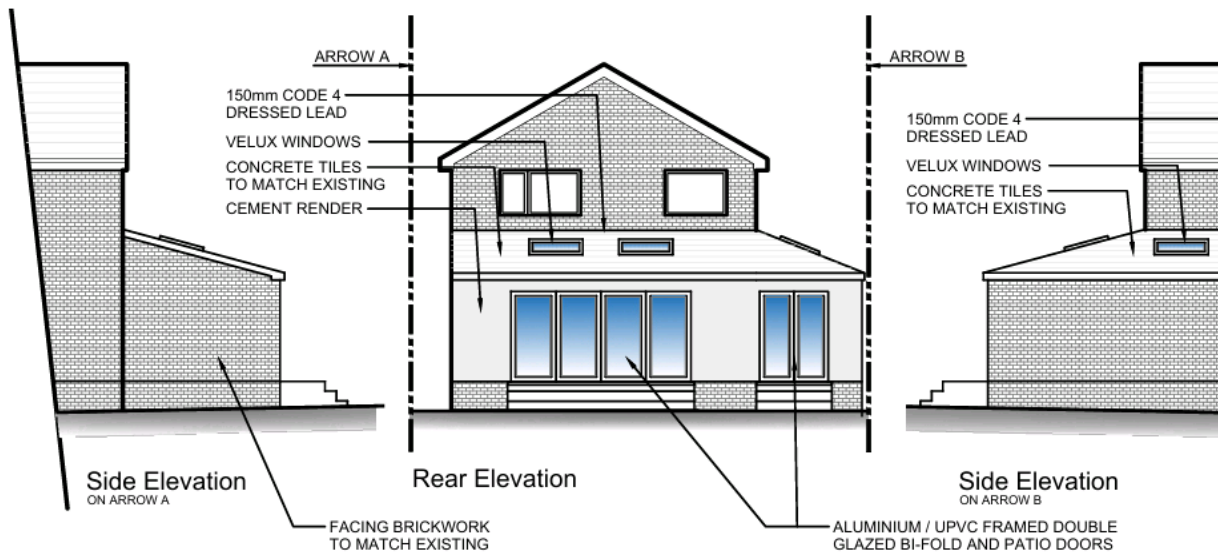 ARROW A
ARROW B
150mm CODE 4
DRESSED LEAD
VELUX WINDOWS
CONCRETE TILES
TO MATCH EXISTING
CEMENT RENDER
150mm CODE 4
DRESSED LEAD
VELUX WINDOWS
CONCRETE TILES
TO MATCH EXISTING
Side Elevation
ON ARROW A
Rear Elevation
Side Elevation
ON ARROW B
FACING BRICKWORK
TO MATCH EXISTING
ALUMINIUM / UPVC FRAMED DOUBLE
GLAZED BI-FOLD AND PATIO DOORS